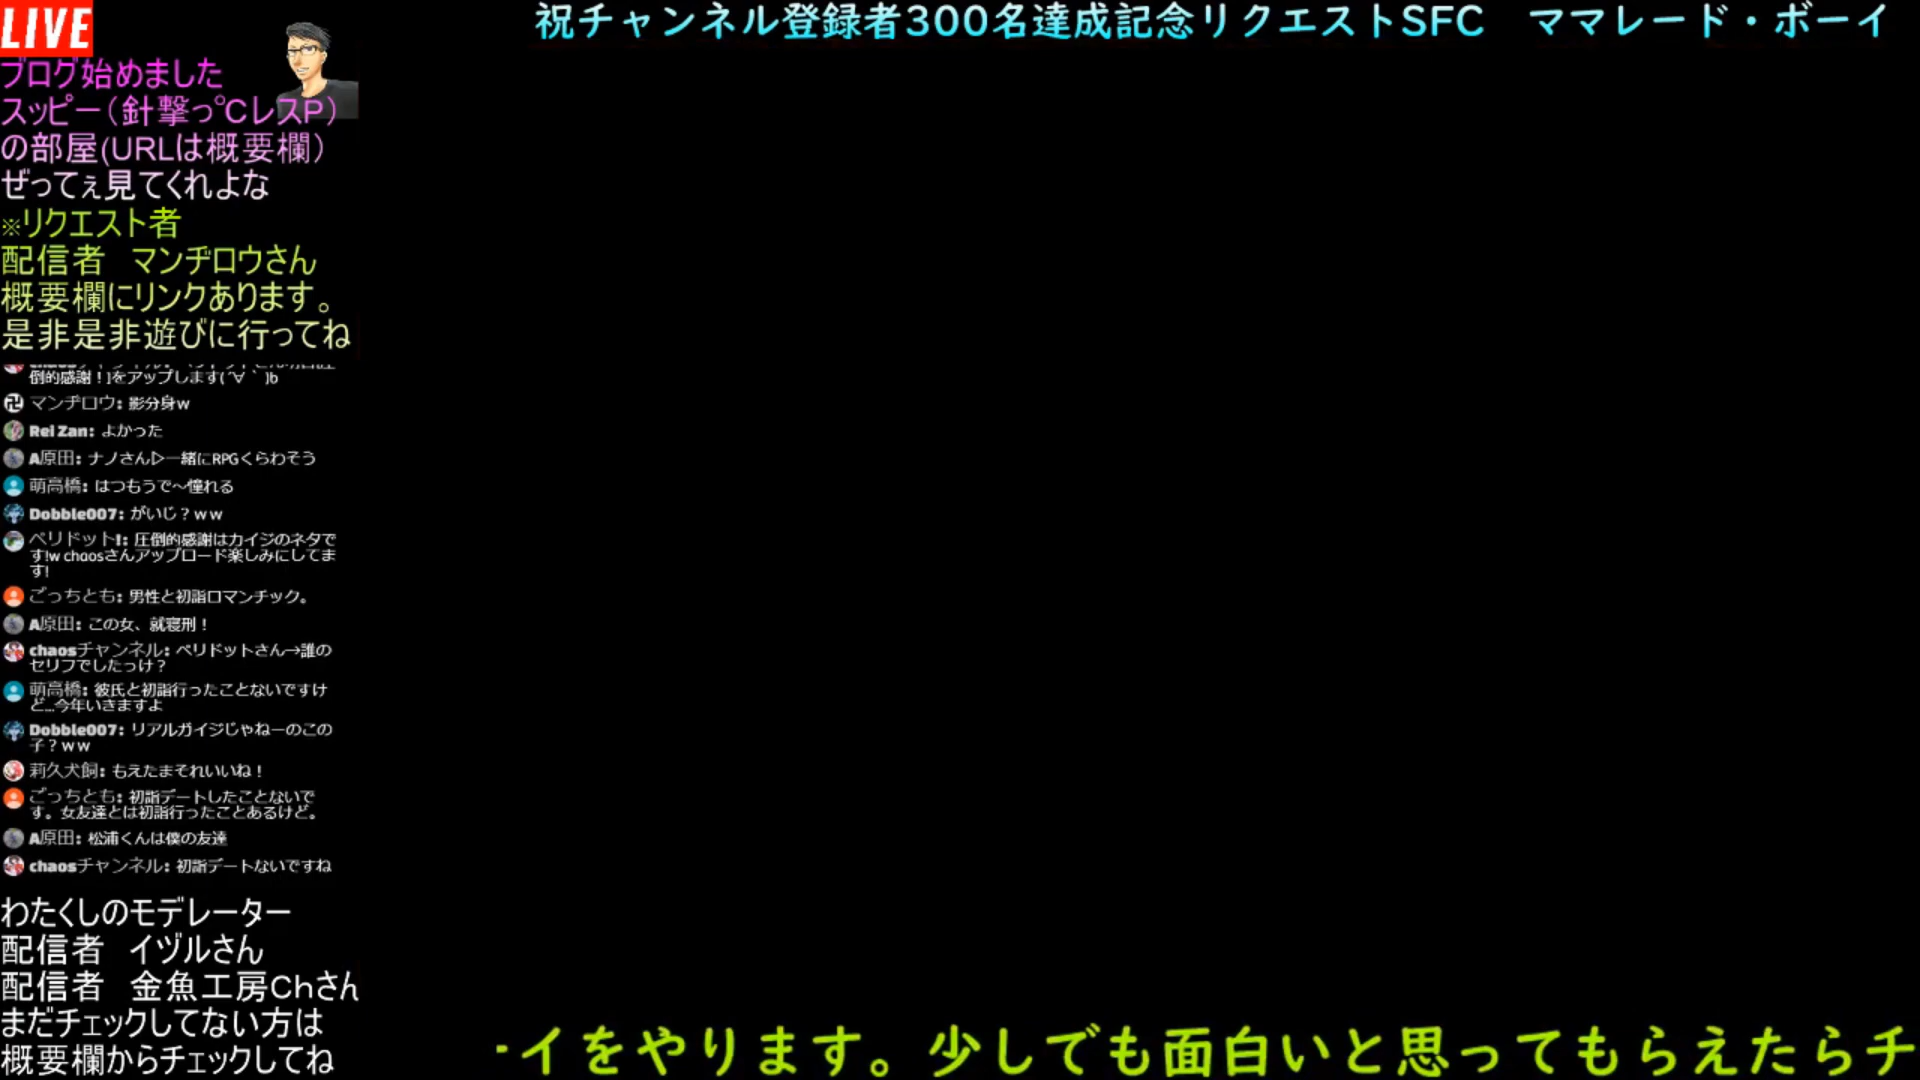 LIVE
祝チャンネル登録者300名達成記念リクエストSFC　ママレード・ボーイ
ブログ始めました
スッピー（針撃っ℃レスP）
の部屋(URLは概要欄）
ぜってぇ見てくれよな
※リクエスト者
配信者　マンヂロウさん
概要欄にリンクあります。
是非是非遊びに行ってね
倒的感謝！]をアップします( ´∀｀)b
マンヂロウ: 影分身w
Rei Zan: よかった
A原田: ナノさん▷一緒にRPGくらわそう
萌高橋: はつもうで〜憧れる
Dobble007: がいじ？ｗｗ
ペリドット!: 圧倒的感謝はカイジのネタで
す!w chaosさんアップロード楽しみにしてま
す!
ごっちとも: 男性と初詣ロマンチック。
A原田: この女、就寝刑！
chaosチャンネル: ペリドットさん→誰の
セリフでしたっけ？
萌高橋: 彼氏と初詣行ったことないですけ
ど...今年いきますよ
Dobble007: リアルガイジじゃねーのこの
子？ｗｗ
莉久犬飼: もえたまそれいいね！
ごっちとも: 初詣デートしたことないで
す。女友達とは初詣行ったことあるけど。
A原田: 松浦くんは僕の友達
chaosチャンネル: 初詣デートないですね
わたくしのモデレーター
配信者　イヅルさん
配信者　金魚工房Chさん
まだチェックしてない方は
概要欄からチェックしてね
ｰイをやります。少しでも面白いと思ってもらえたらチ